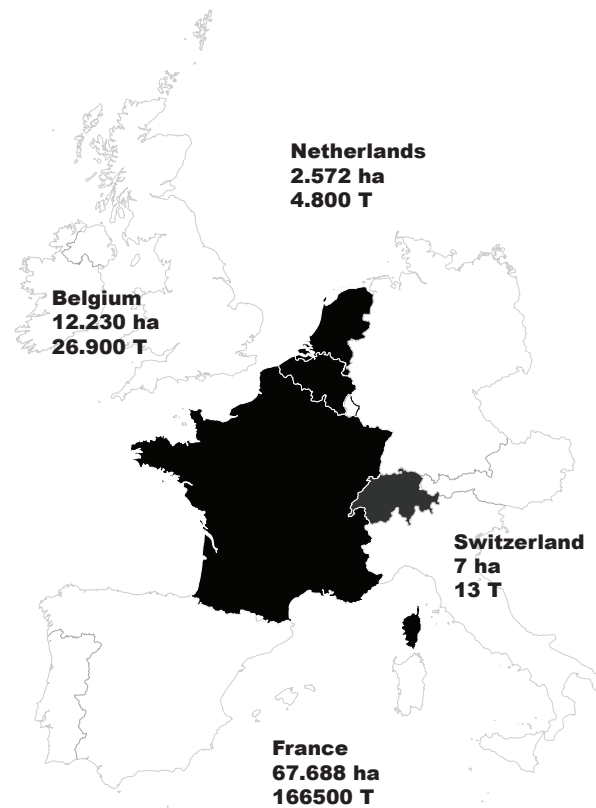 Netherlands
2.572 ha
4.800 T
Belgium
12.230 ha
26.900 T
Switzerland
7 ha
13 T
France
67.688 ha
166500 T